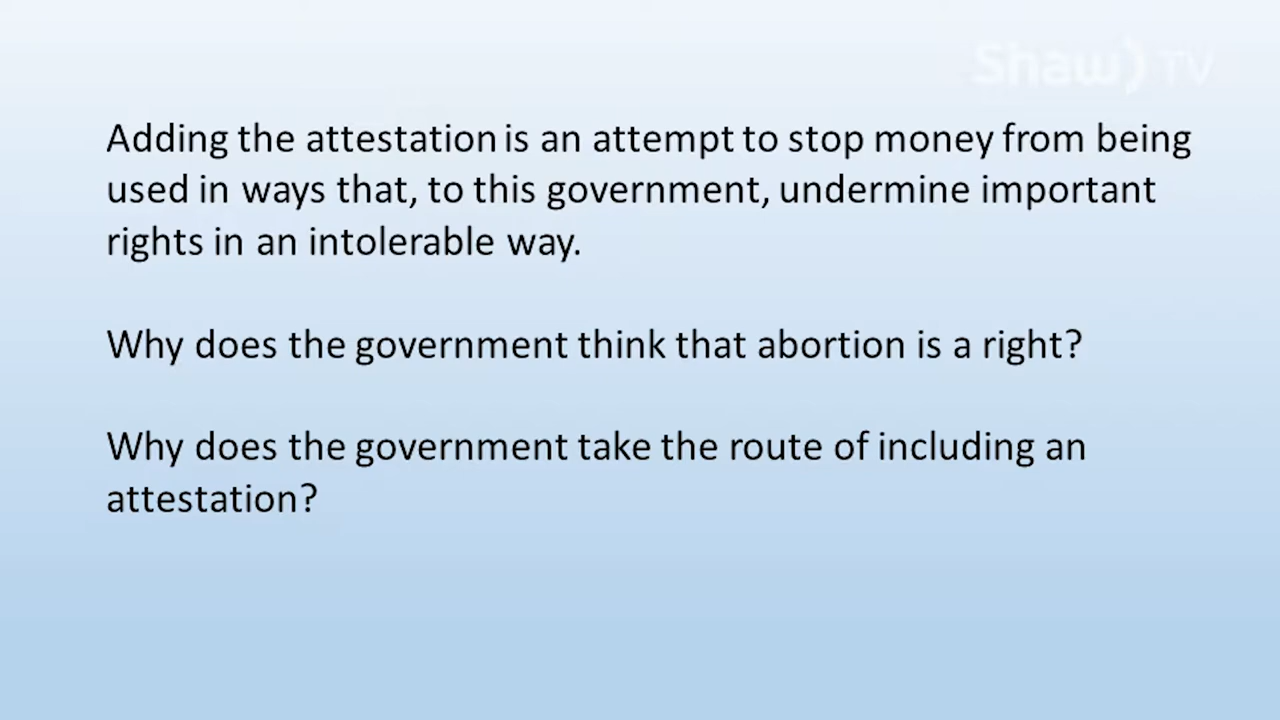 Shaw) TV
Adding the attestation is an attempt to stop money from being
used in ways that, to this government, undermine important
rights in an intolerable way.
Why does the government think that abortion is a right?
Why does the government take the route of including an
attestation?